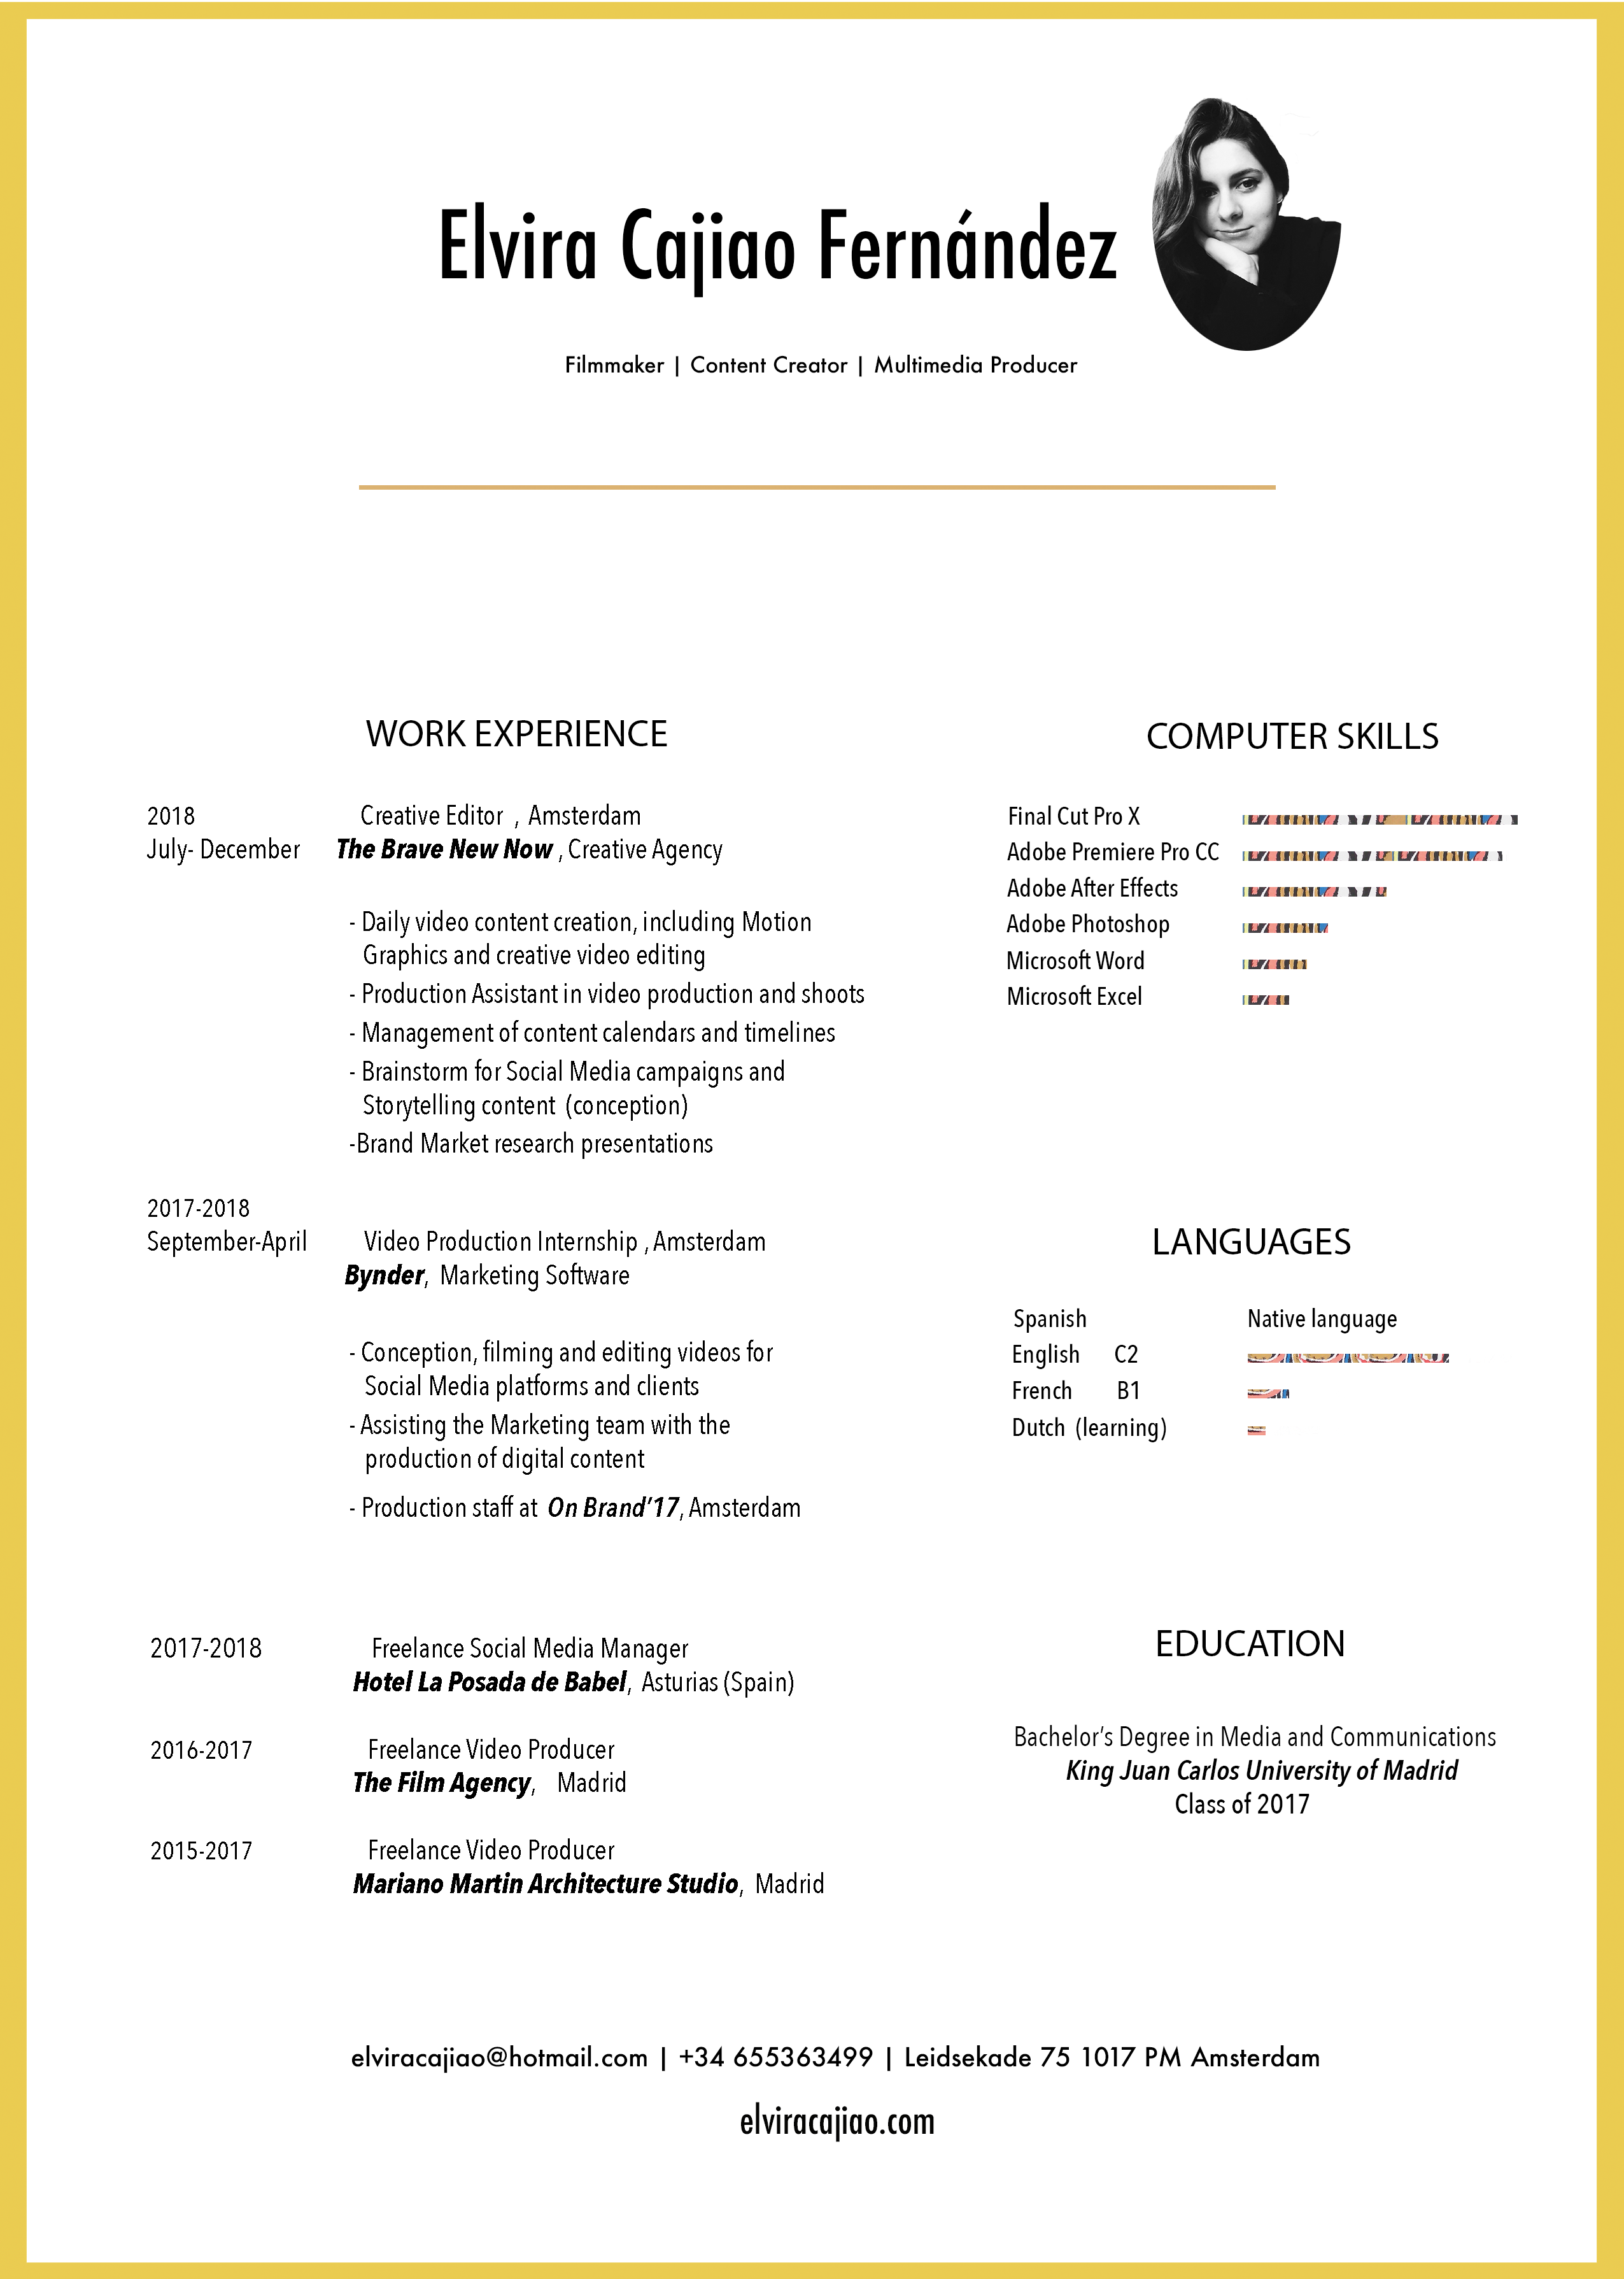 Elvira Cajiao Fernández
Filmmaker | Content Creator | Multimedia Producer
WORK EXPERIENCE
2018
Creative Editor , Amsterdam
July- December
The Brave New Now , Creative Agency
- Daily video content creation, including Motion
Graphics and creative video editing
- Production Assistant in video production and shoots
- Management of content calendars and timelines
- Brainstorm for Social Media campaigns and
Storytelling content (conception)
-Brand Market research presentations
2017-2018
September-April
Video Production Internship , Amsterdam
Bynder, Marketing Software
- Conception, filming and editing videos for
Social Media platforms and clients
- Assisting the Marketing team with the
production of digital content
- Production staff at On Brand’17, Amsterdam
2017-2018
Freelance Social Media Manager
Hotel La Posada de Babel, Asturias (Spain)
2016-2017
Freelance Video Producer
The Film Agency, Madrid
2015-2017
Freelance Video Producer
Mariano Martin Architecture Studio, Madrid
COMPUTER SKILLS
Final Cut Pro X
Adobe Premiere Pro CC
Adobe After Effects
Adobe Photoshop
Microsoft Word
Microsoft Excel
LANGUAGES
Spanish Native language
English C2
French B1
Dutch (learning)
EDUCATION
Bachelor’s Degree in Media and Communications
King Juan Carlos University of Madrid
Class of 2017
elviracajiao@hotmail.com | +34 655363499 | Leidsekade 75 1017 PM Amsterdam
elviracajiao.com